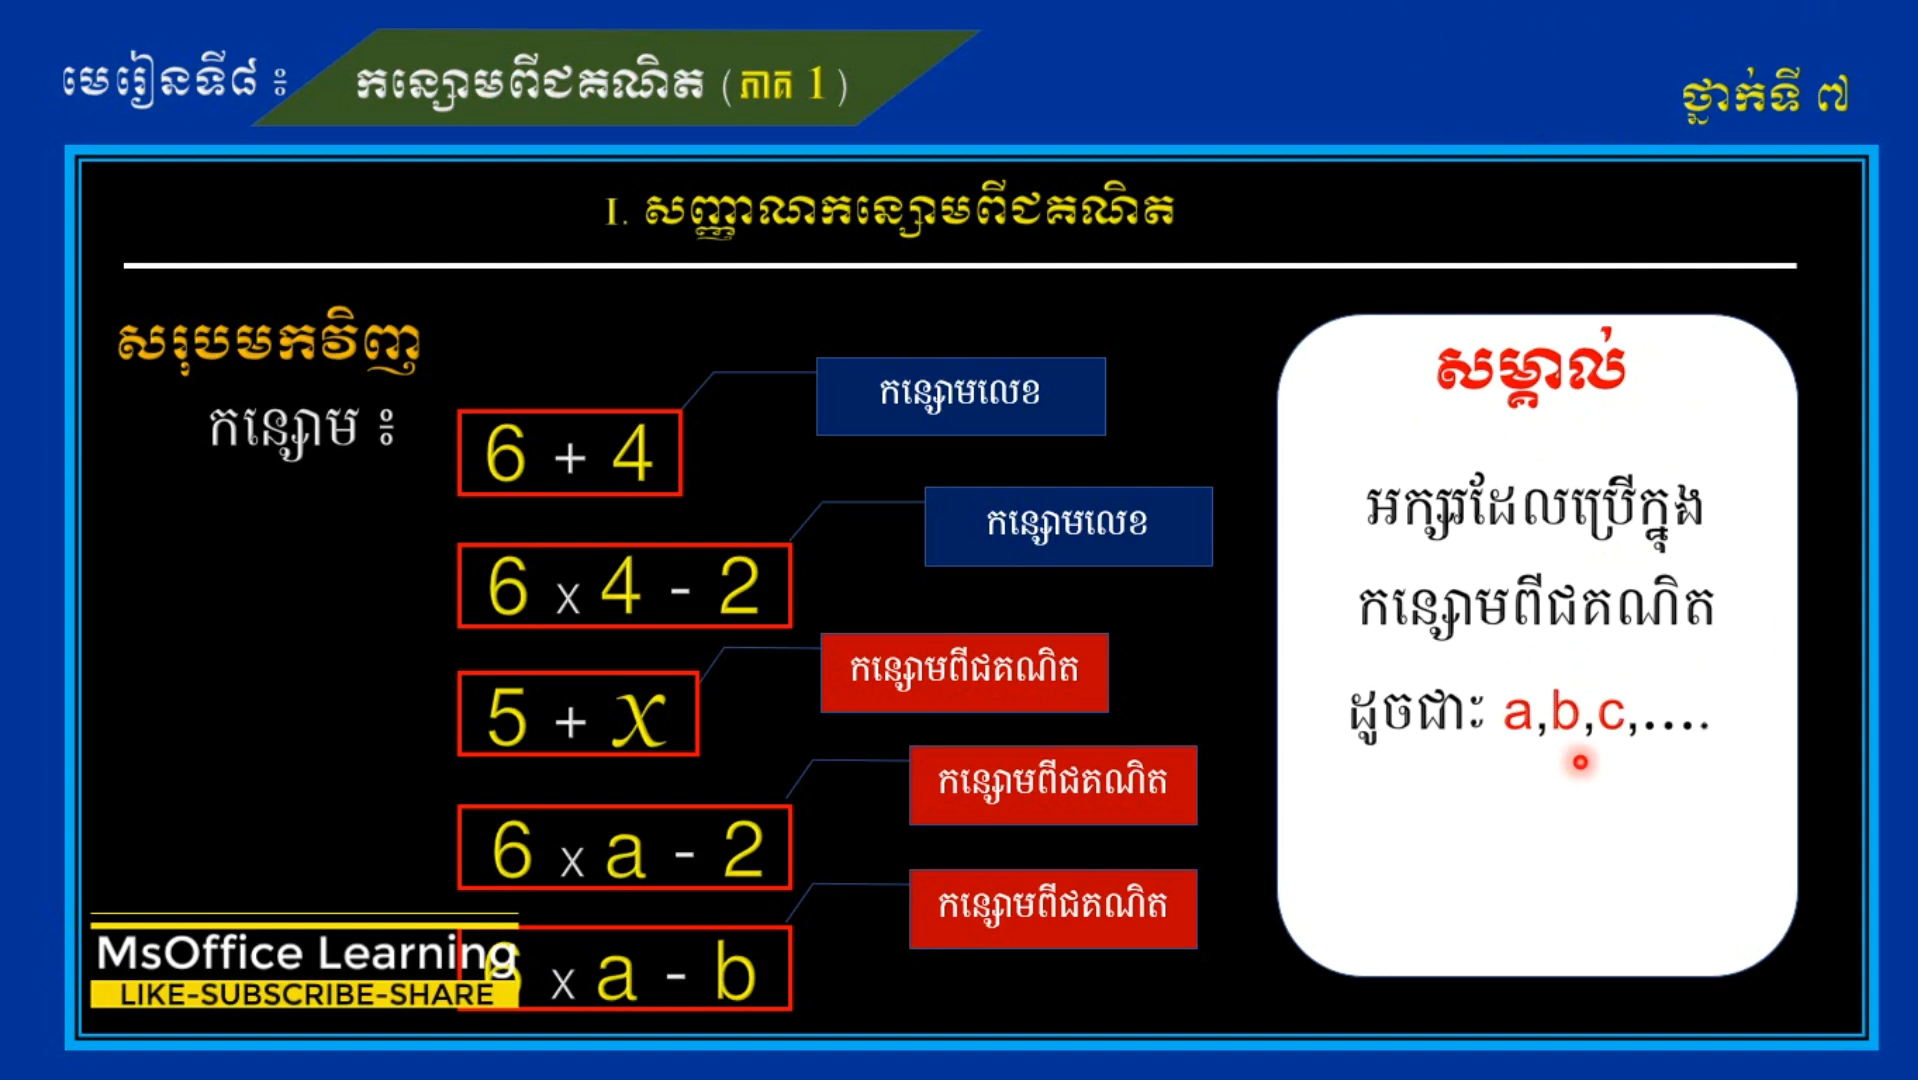 មេរៀនទី៨ ៖ កន្សោមពីជគណិត (ភាគ 1)
ថ្នាក់ទី ៧
I. សញ្ញាណកន្សោមពីជគណិត
សរុបមកវិញ
កន្សោម ៖
6 + 4
កន្សោមលេខ
6 x 4 - 2
កន្សោមលេខ
5 + x
កន្សោមពីជគណិត
6 x a - 2
កន្សោមពីជគណិត
6 x a - b
កន្សោមពីជគណិត
សម្គាល់
អក្សរដែលប្រើក្នុង
កន្សោមពីជគណិត
ដូចជាៈ a,b,c,....
MsOffice Learning
LIKE-SUBSCRIBE-SHARE